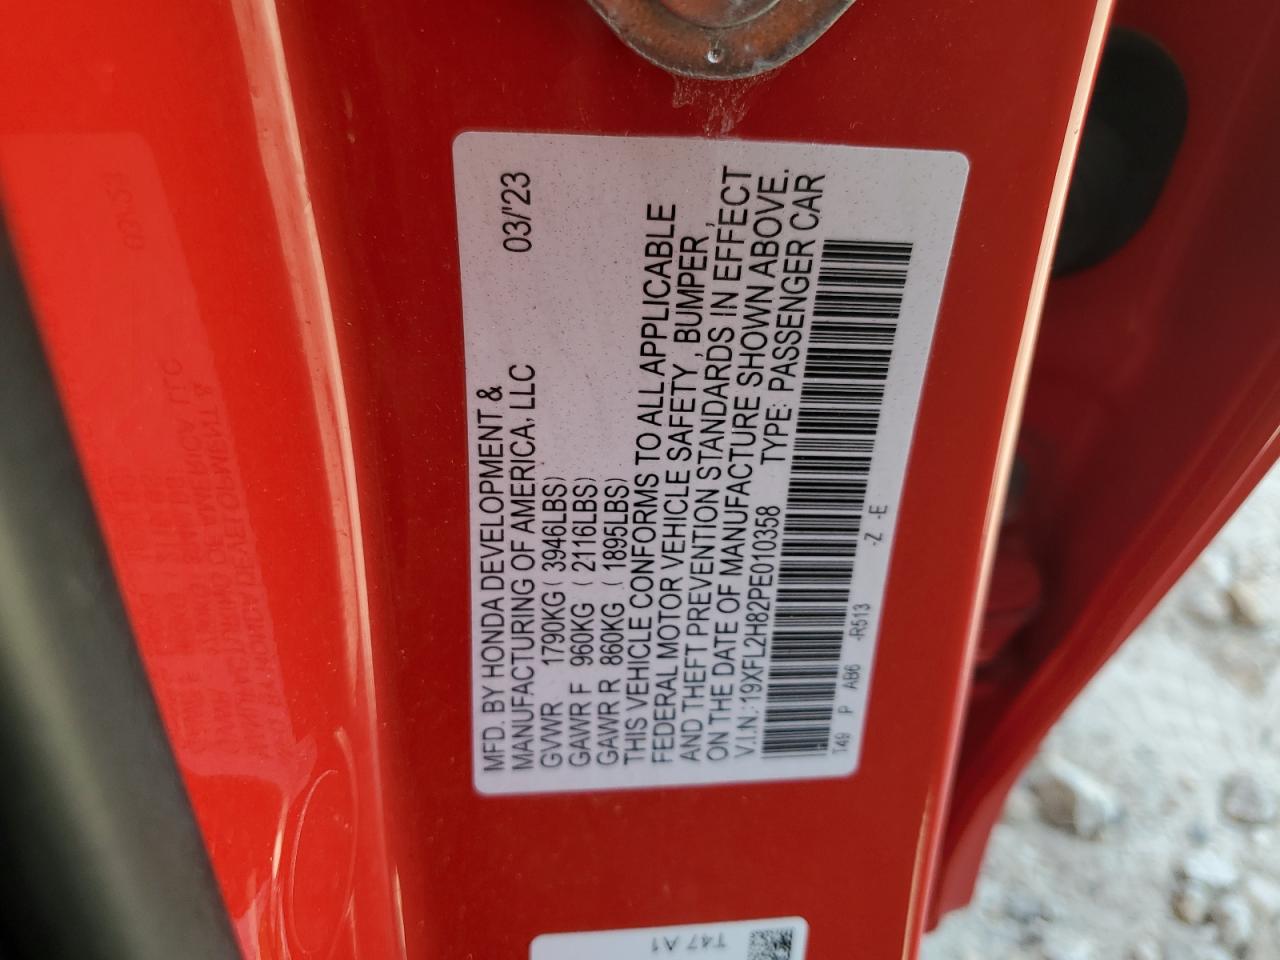 MFD. BY HONDA DEVELOPMENT &
MANUFACTURING OF AMERICA, LLC 03/'23
GVWR 1790KG ( 3946LBS)
GAWR F 960KG ( 2116LBS)
GAWR R 860KG ( 1895LBS)
THIS VEHICLE CONFORMS TO ALL APPLICABLE
FEDERAL MOTOR VEHICLE SAFETY, BUMPER,
AND THEFT PREVENTION STANDARDS IN EFFECT
ON THE DATE OF MANUFACTURE SHOWN ABOVE.
V.I.N.:19XFL2H82PE010358 TYPE: PASSENGER CAR
T49 P AB6 -R513 -Z -E
T47 A1